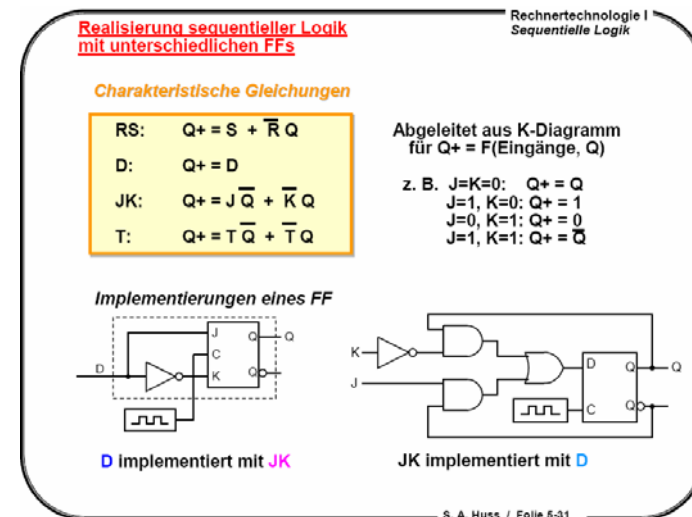 Realisierung sequentieller Logik
mit unterschiedlichen FFs
Rechnertechnologie I
Sequentielle Logik
Charakteristische Gleichungen
RS: Q+ = S + R̅ Q
D: Q+ = D
JK: Q+ = J Q̅ + K̅ Q
T: Q+ = T Q̅ + T̅ Q
Abgeleitet aus K-Diagramm
für Q+ = F(Eingänge, Q)
z. B. J=K=0: Q+ = Q
J=1, K=0: Q+ = 1
J=0, K=1: Q+ = 0
J=1, K=1: Q+ = Q̅
Implementierungen eines FF
D
J
C
K
Q
Q
Q
K
J
D
C
Q
Q
Q
D implementiert mit JK
JK implementiert mit D
S. A. Huss / Folie 5-31